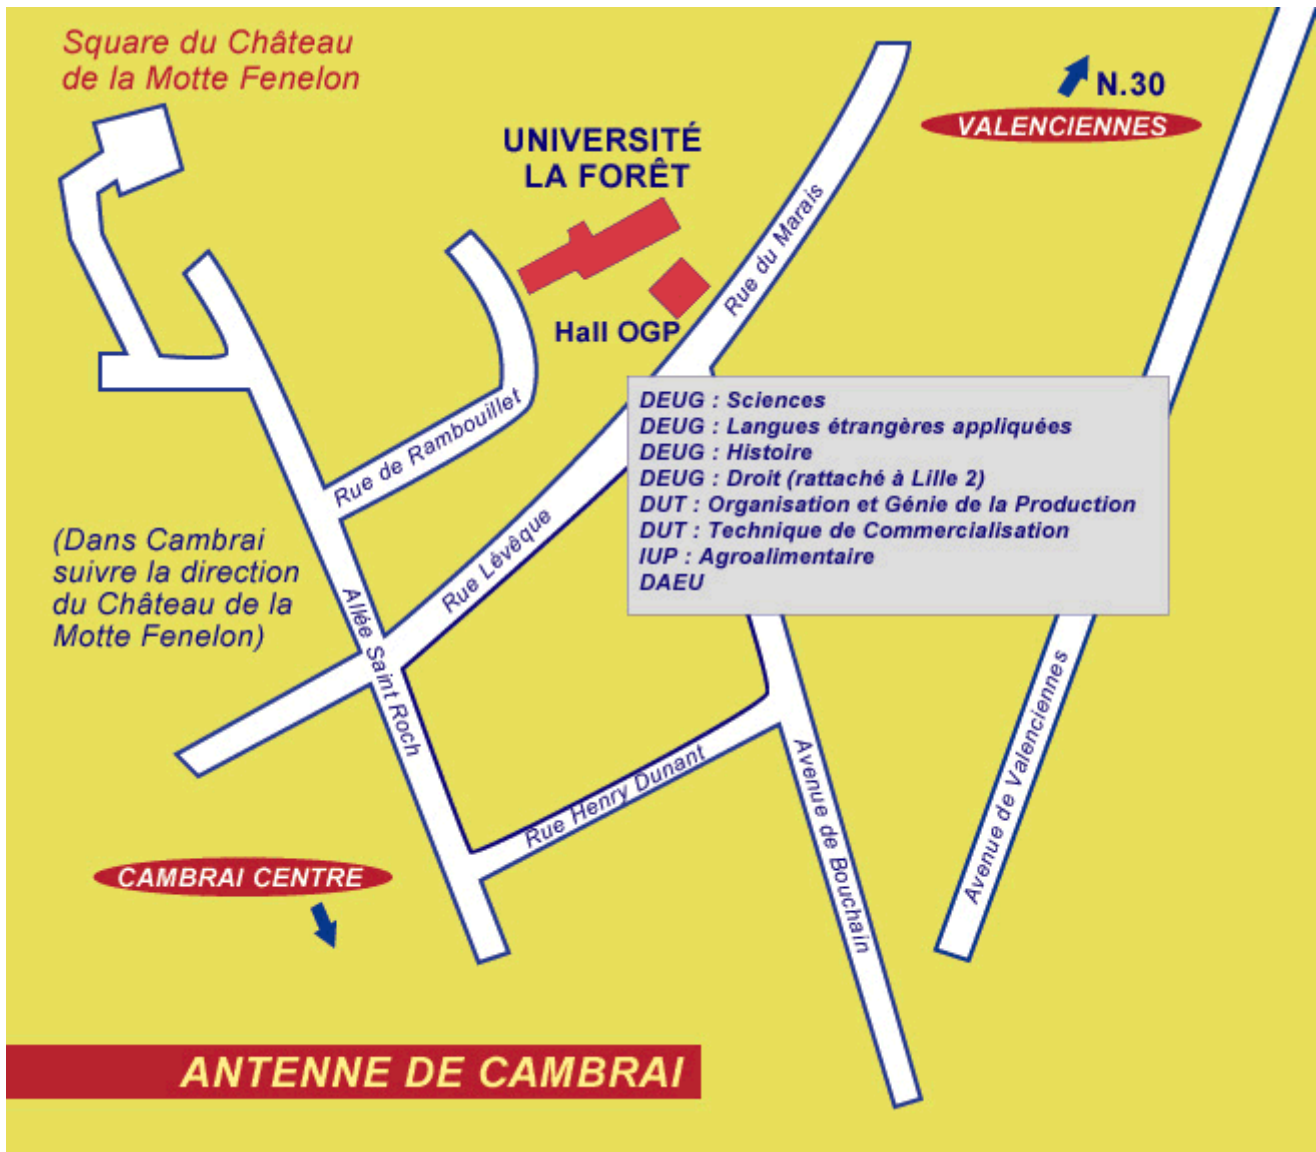 Square du Château
de la Motte Fenelon
N.30
VALENCIENNES
UNIVERSITÉ
LA FORÊT
Rue du Marais
Hall OGP
DEUG : Sciences
DEUG : Langues étrangères appliquées
DEUG : Histoire
DEUG : Droit (rattaché à Lille 2)
DUT : Organisation et Génie de la Production
DUT : Technique de Commercialisation
IUP : Agroalimentaire
DAEU
Rue de Rambouillet
Rue Lévêque
(Dans Cambrai
suivre la direction
du Château de la
Motte Fenelon)
Allée Saint Roch
Rue Henry Dunant
Avenue de Bouchain
Avenue de Valenciennes
CAMBRAI CENTRE
ANTENNE DE CAMBRAI